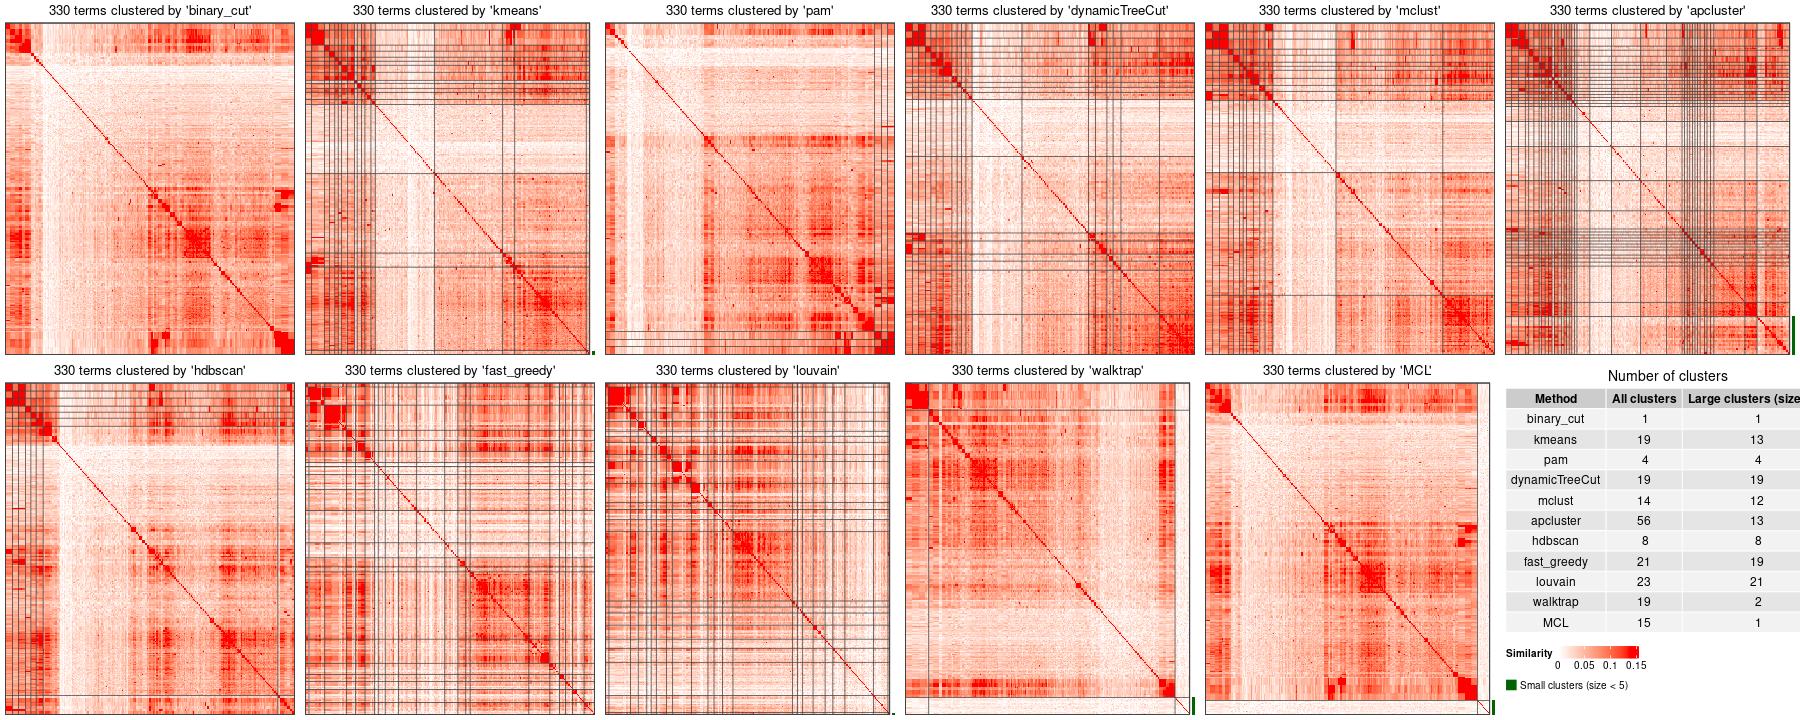 330 terms clustered by 'binary_cut'
330 terms clustered by 'kmeans'
330 terms clustered by 'pam'
330 terms clustered by 'dynamicTreeCut'
330 terms clustered by 'mclust'
330 terms clustered by 'apcluster'
330 terms clustered by 'hdbscan'
330 terms clustered by 'fast_greedy'
330 terms clustered by 'louvain'
330 terms clustered by 'walktrap'
330 terms clustered by 'MCL'
Number of clusters
Method All clusters Large clusters (size
binary_cut 1 1
kmeans 19 13
pam 4 4
dynamicTreeCut 19 19
mclust 14 12
apcluster 56 13
hdbscan 8 8
fast_greedy 21 19
louvain 23 21
walktrap 19 2
MCL 15 1
Similarity
0 0.05 0.1 0.15
Small clusters (size < 5)